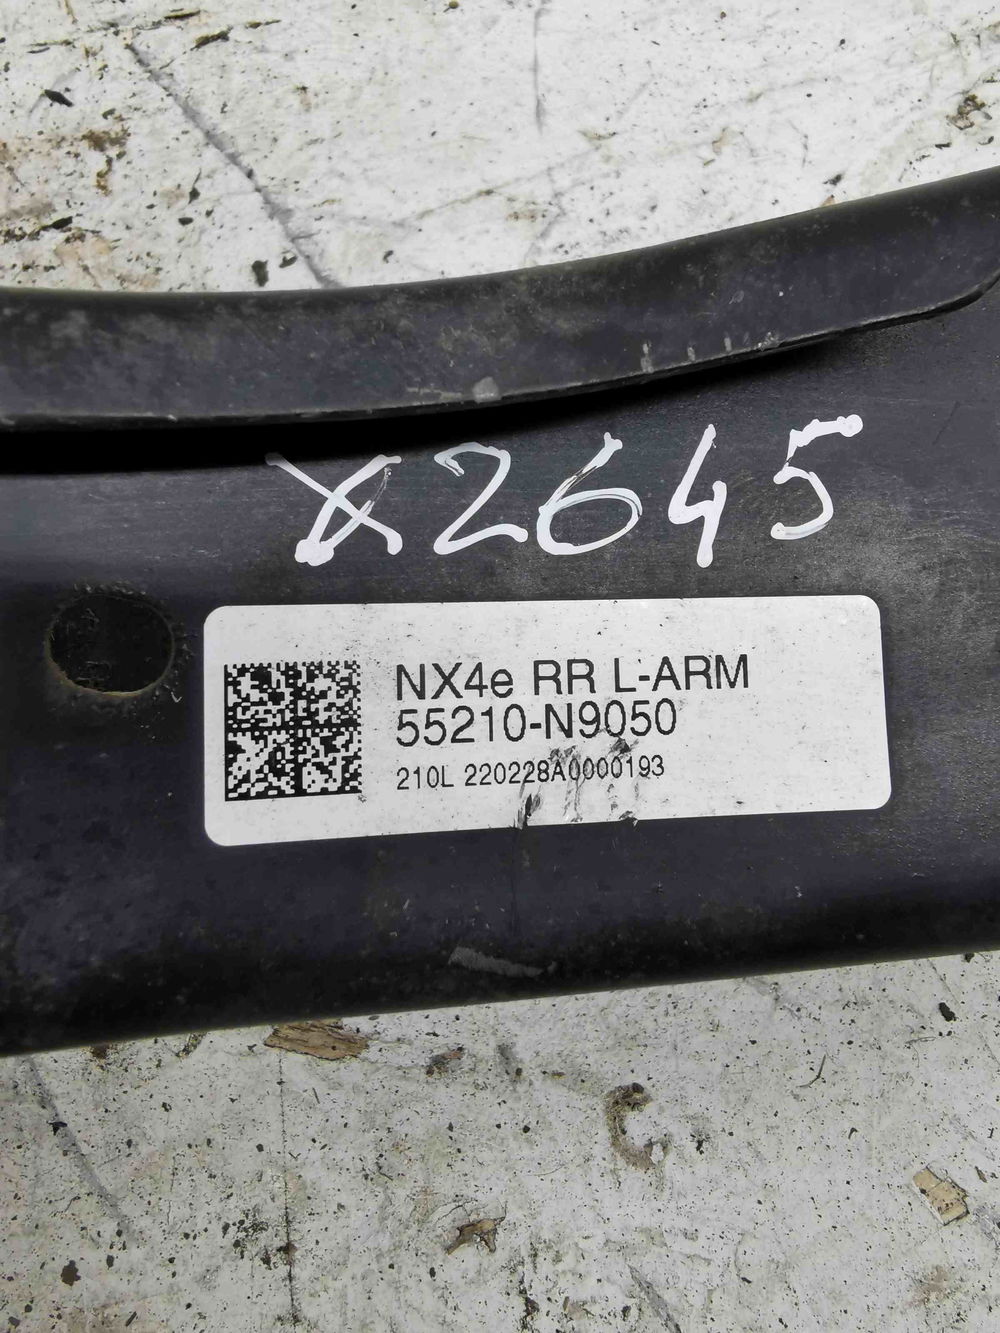 X2645
NX4e RR L-ARM
55210-N9050
210L 220228A0000193